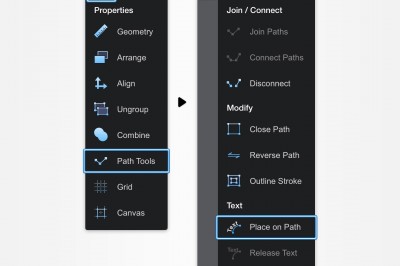 Properties
Geometry
Arrange
Align
Ungroup
Combine
Path Tools
Grid
Canvas
Join / Connect
Join Paths
Connect Paths
Disconnect
Modify
Close Path
Reverse Path
Outline Stroke
Text
Place on Path
Release Text